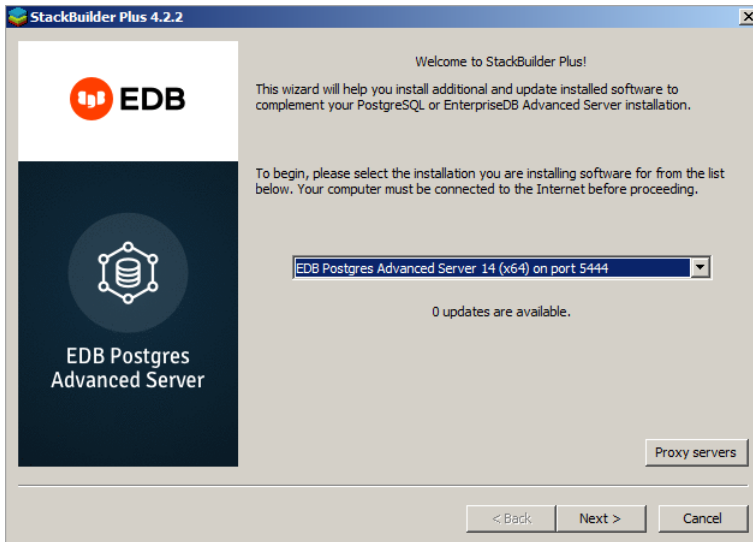 StackBuilder Plus 4.2.2
EDB
EDB Postgres
Advanced Server
Welcome to StackBuilder Plus!
This wizard will help you install additional and update installed software to
complement your PostgreSQL or EnterpriseDB Advanced Server installation.
To begin, please select the installation you are installing software for from the list
below. Your computer must be connected to the Internet before proceeding.
EDB Postgres Advanced Server 14 (x64) on port 5444
0 updates are available.
Proxy servers
< Back
Next >
Cancel